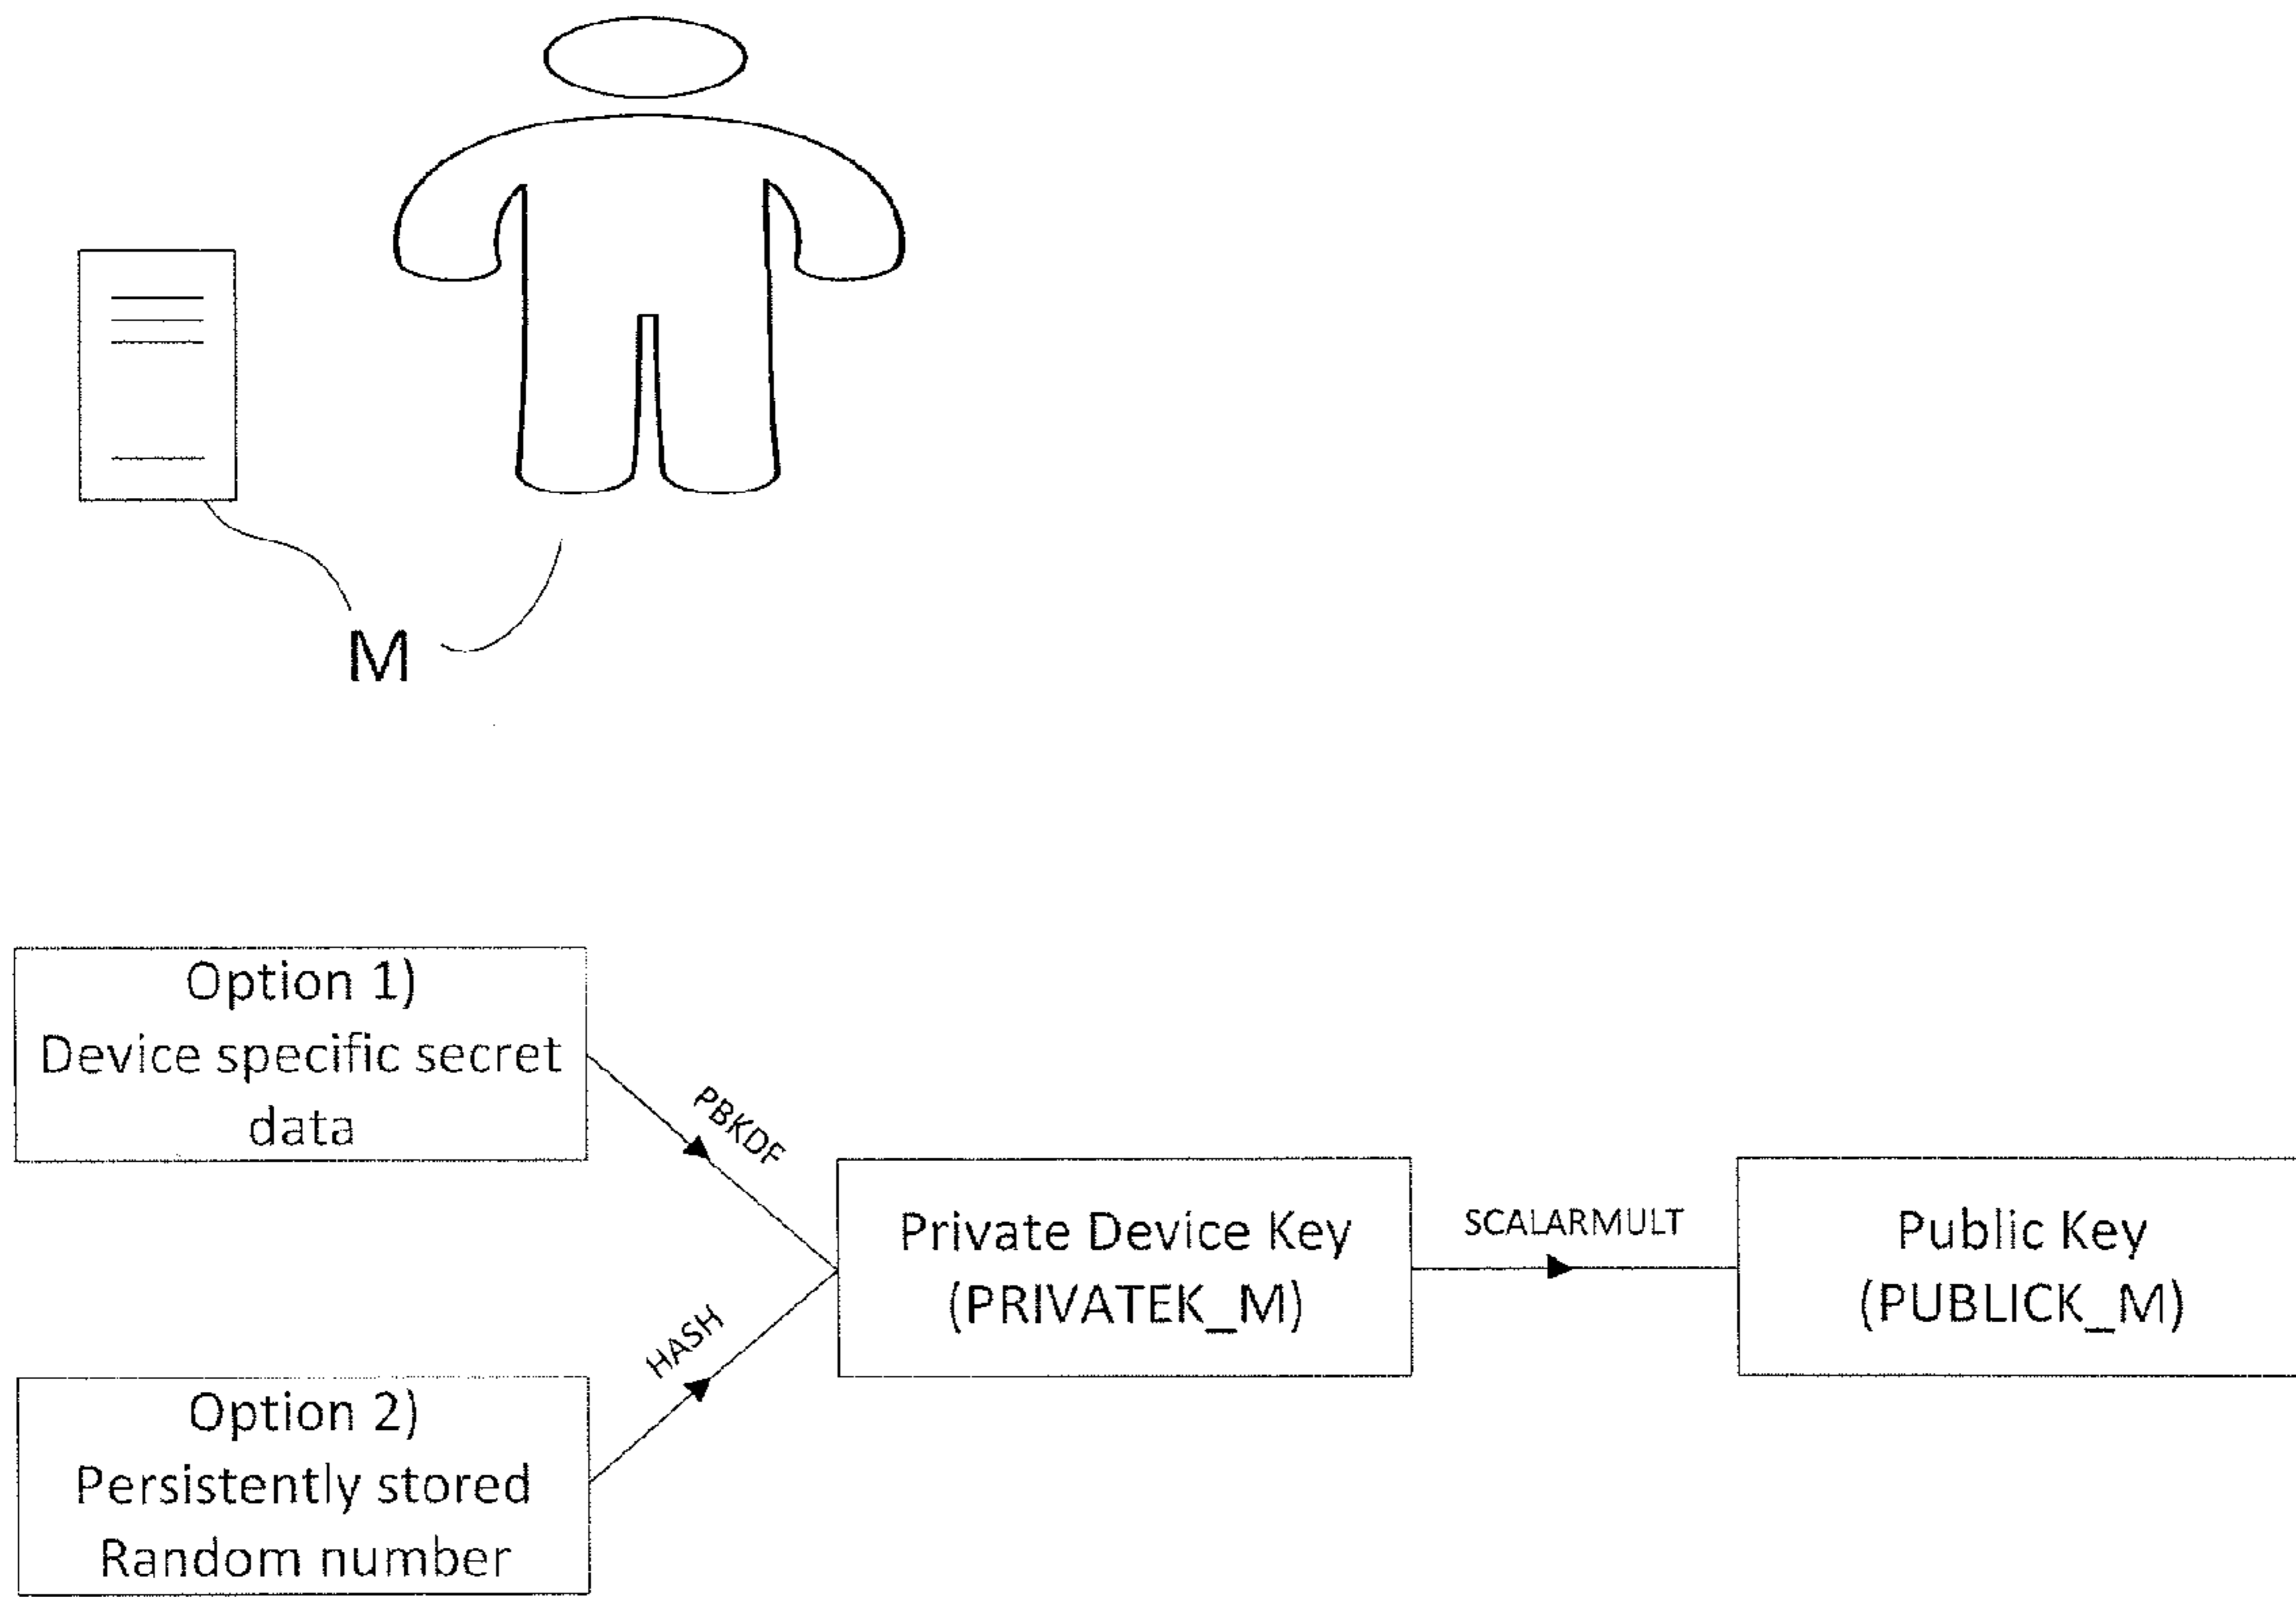 M
Option 1)
Device specific secret
data
PBKDF
HASH
Option 2)
Persistently stored
Random number
Private Device Key
(PRIVATEK_M)
SCALARMULT
Public Key
(PUBLICK_M)